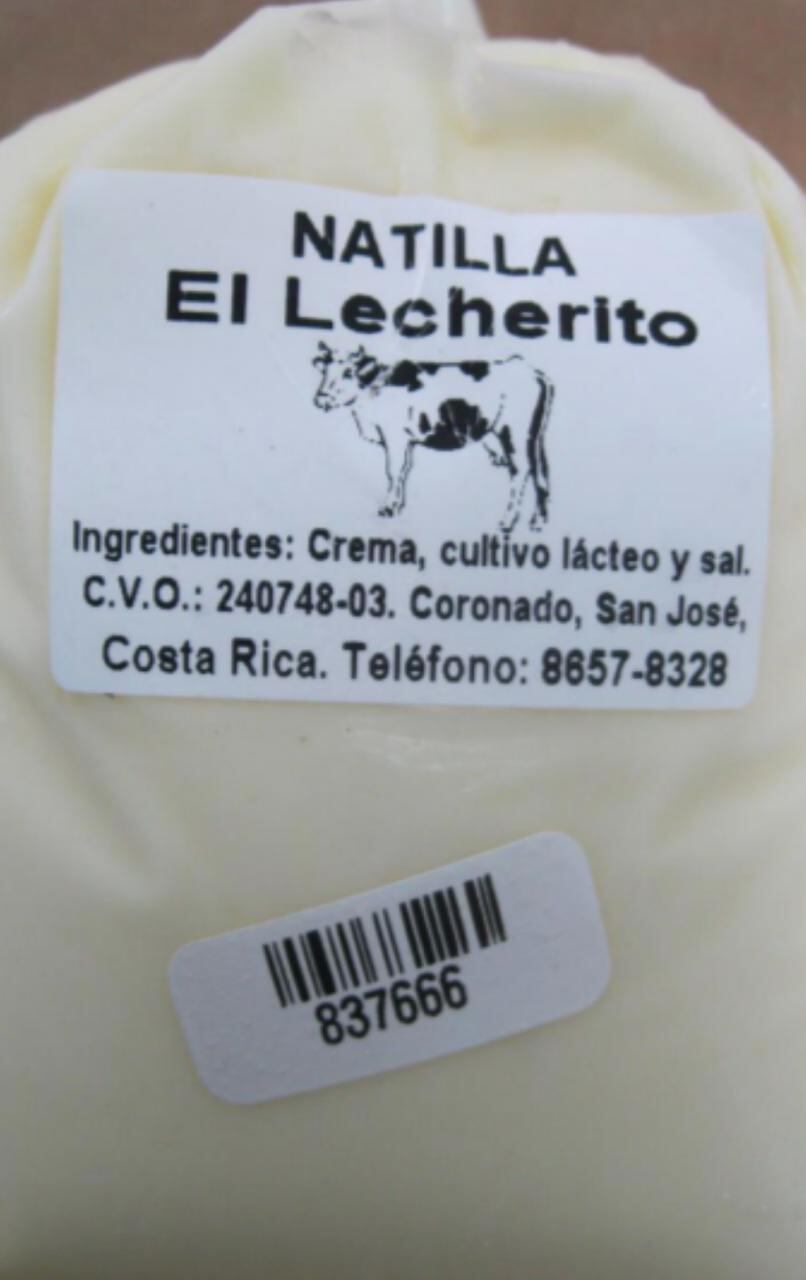 NATILLA
El Lecherito
Ingredientes: Crema, cultivo lácteo y sal.
C.V.O.: 240748-03. Coronado, San José,
Costa Rica. Teléfono: 8657-8328
837666